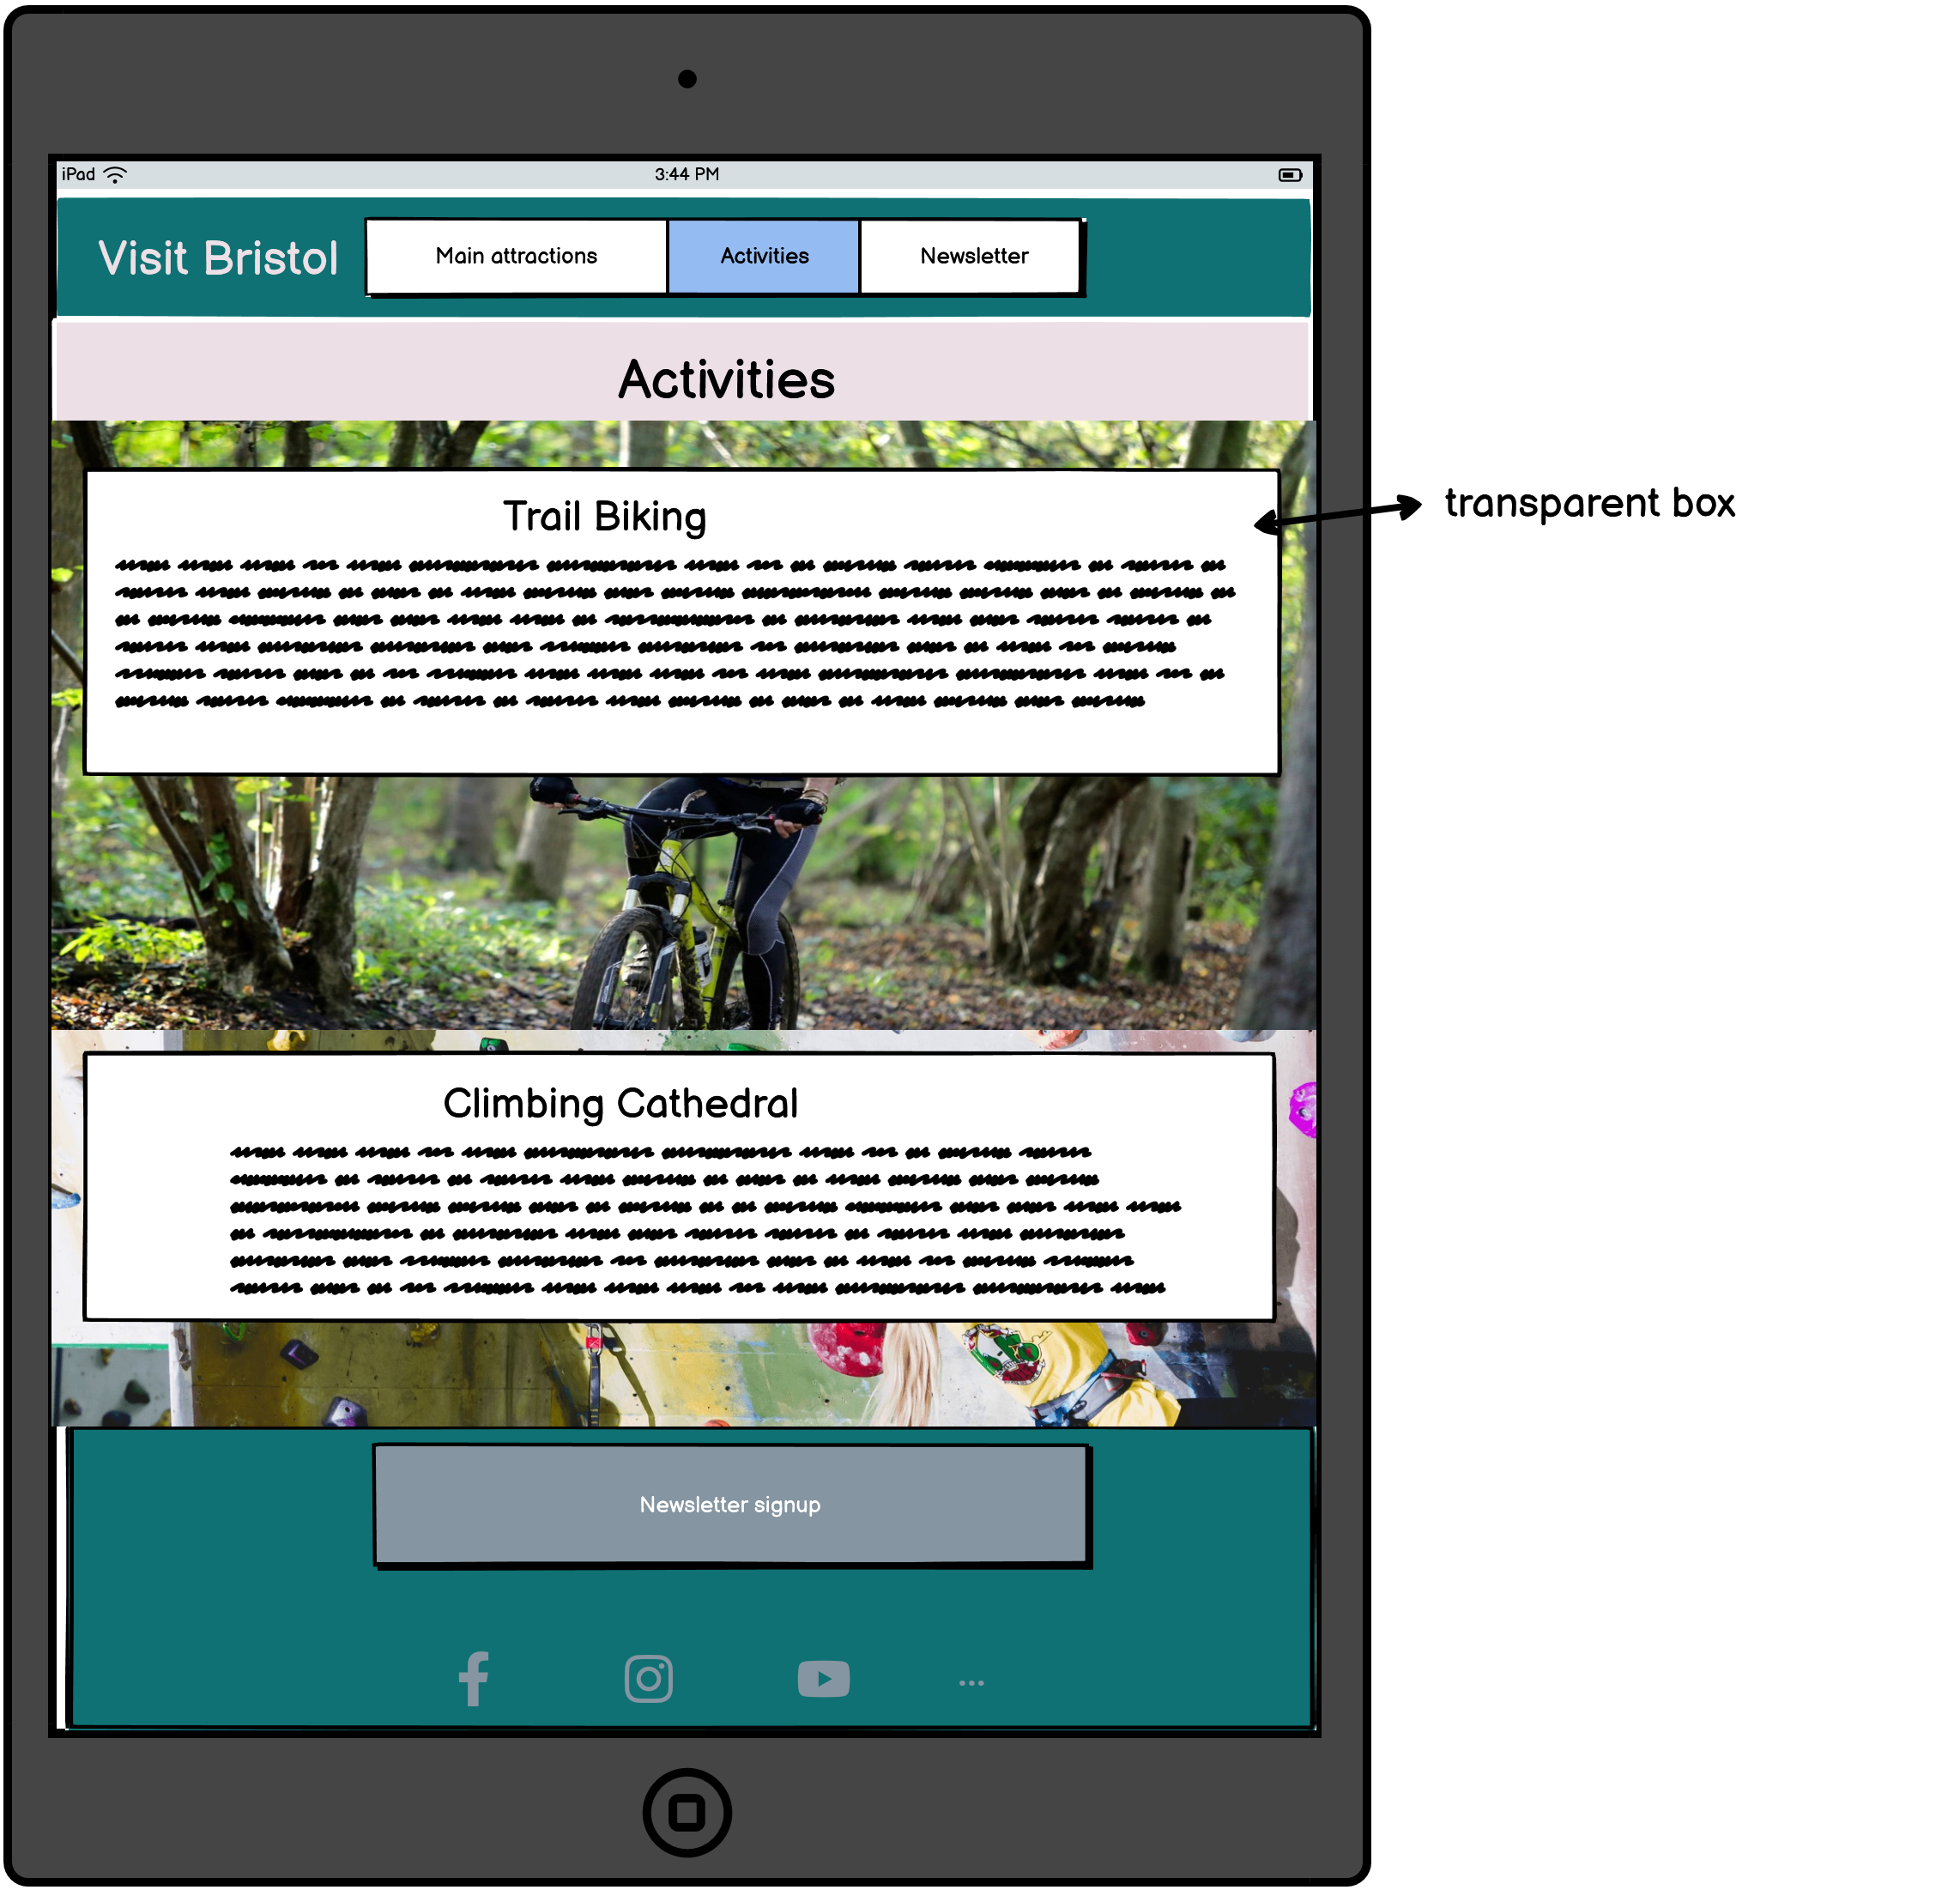 iPad 3:44 PM
Visit Bristol Main attractions Activities Newsletter
Activities
Trail Biking
transparent box
Climbing Cathedral
Newsletter signup
...